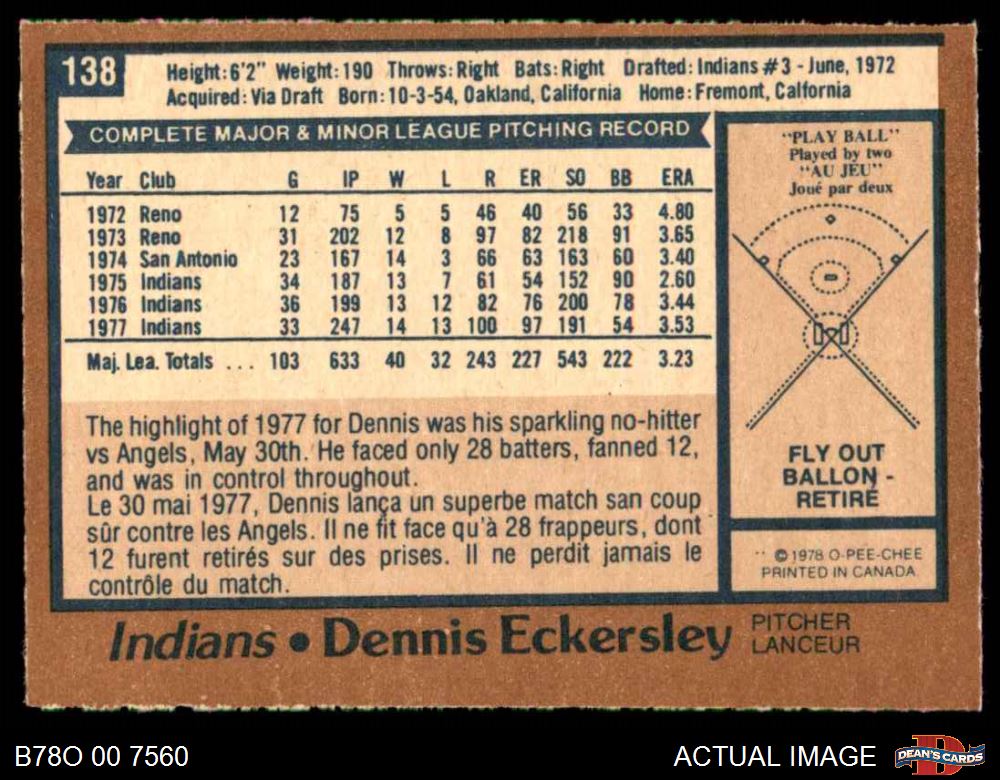 138
Height: 6'2" Weight: 190 Throws: Right Bats: Right Drafted: Indians #3 - June, 1972
Acquired: Via Draft Born: 10-3-54, Oakland, California Home: Fremont, Calfornia
COMPLETE MAJOR & MINOR LEAGUE PITCHING RECORD
Year Club G IP W L R ER SO BB ERA
1972 Reno 12 75 5 5 46 40 56 33 4.80
1973 Reno 31 202 12 8 97 82 218 91 3.65
1974 San Antonio 23 167 14 3 66 63 163 60 3.40
1975 Indians 34 187 13 7 61 54 152 90 2.60
1976 Indians 36 199 13 12 82 76 200 78 3.44
1977 Indians 33 247 14 13 100 97 191 54 3.53
Maj. Lea. Totals ... 103 633 40 32 243 227 543 222 3.23
The highlight of 1977 for Dennis was his sparkling no-hitter
vs Angels, May 30th. He faced only 28 batters, fanned 12,
and was in control throughout.
Le 30 mai 1977, Dennis lança un superbe match san coup
sûr contre les Angels. Il ne fit face qu'à 28 frappeurs, dont
12 furent retirés sur des prises. Il ne perdit jamais le
contrôle du match.
"PLAY BALL"
Played by two
"AU JEU"
Joué par deux
FLY OUT
BALLON -
RETIRÉ
© 1978 O-PEE-CHEE
PRINTED IN CANADA
Indians • Dennis Eckersley
PITCHER
LANCEUR
B78O 00 7560
ACTUAL IMAGE
D
DEAN'S CARDS